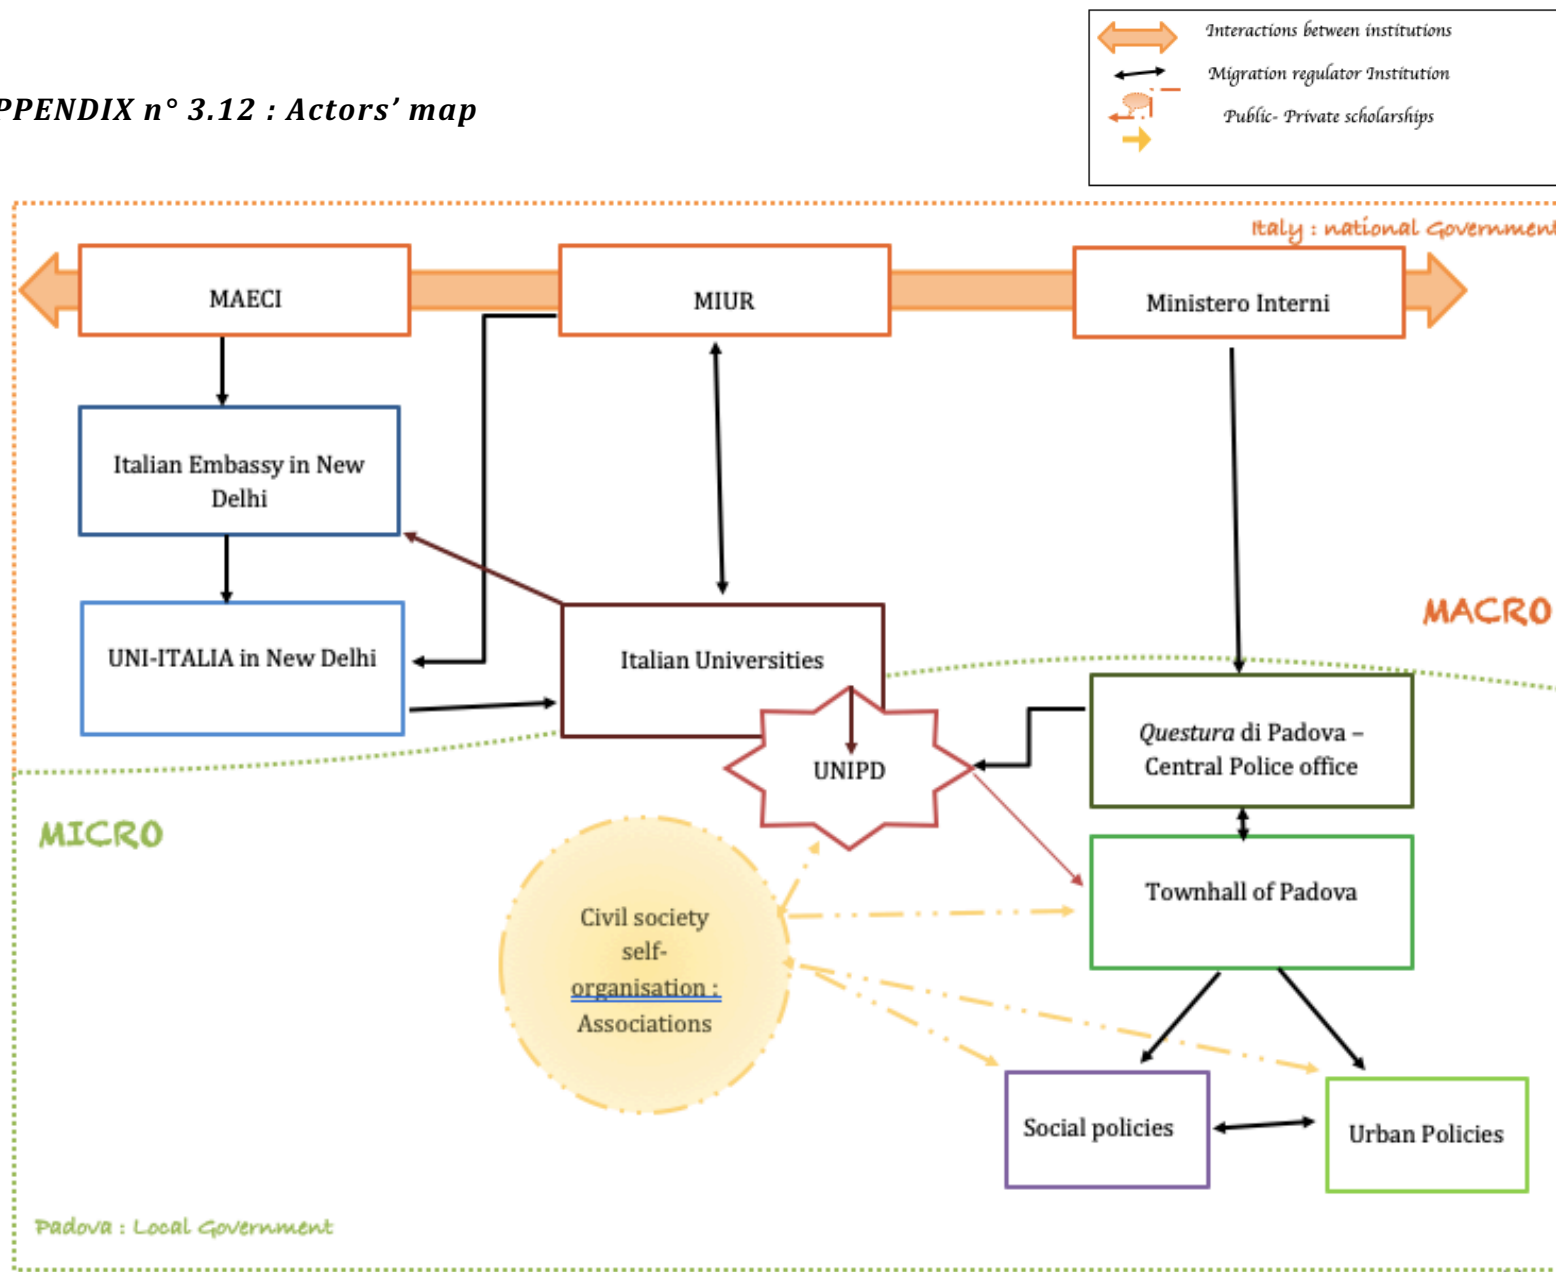 Interactions between institutions
Migration regulator Institution
Public- Private scholarships
PPENDIX n° 3.12 : Actors' map
Italy : national Government
MAECI
MIUR
Ministero Interni
Italian Embassy in New
Delhi
MACRO
UNI-ITALIA in New Delhi
Italian Universities
Questura di Padova –
Central Police office
UNIPD
MICRO
Townhall of Padova
Civil society
self-
organisation :
Associations
Social policies
Urban Policies
Padova : Local Government